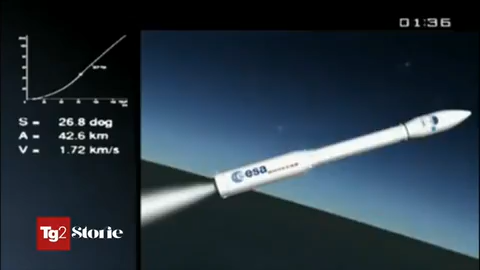 01:36
S = 26.8 deg
A = 42.6 km
V = 1.72 km/s
esa
Tg2 Storie